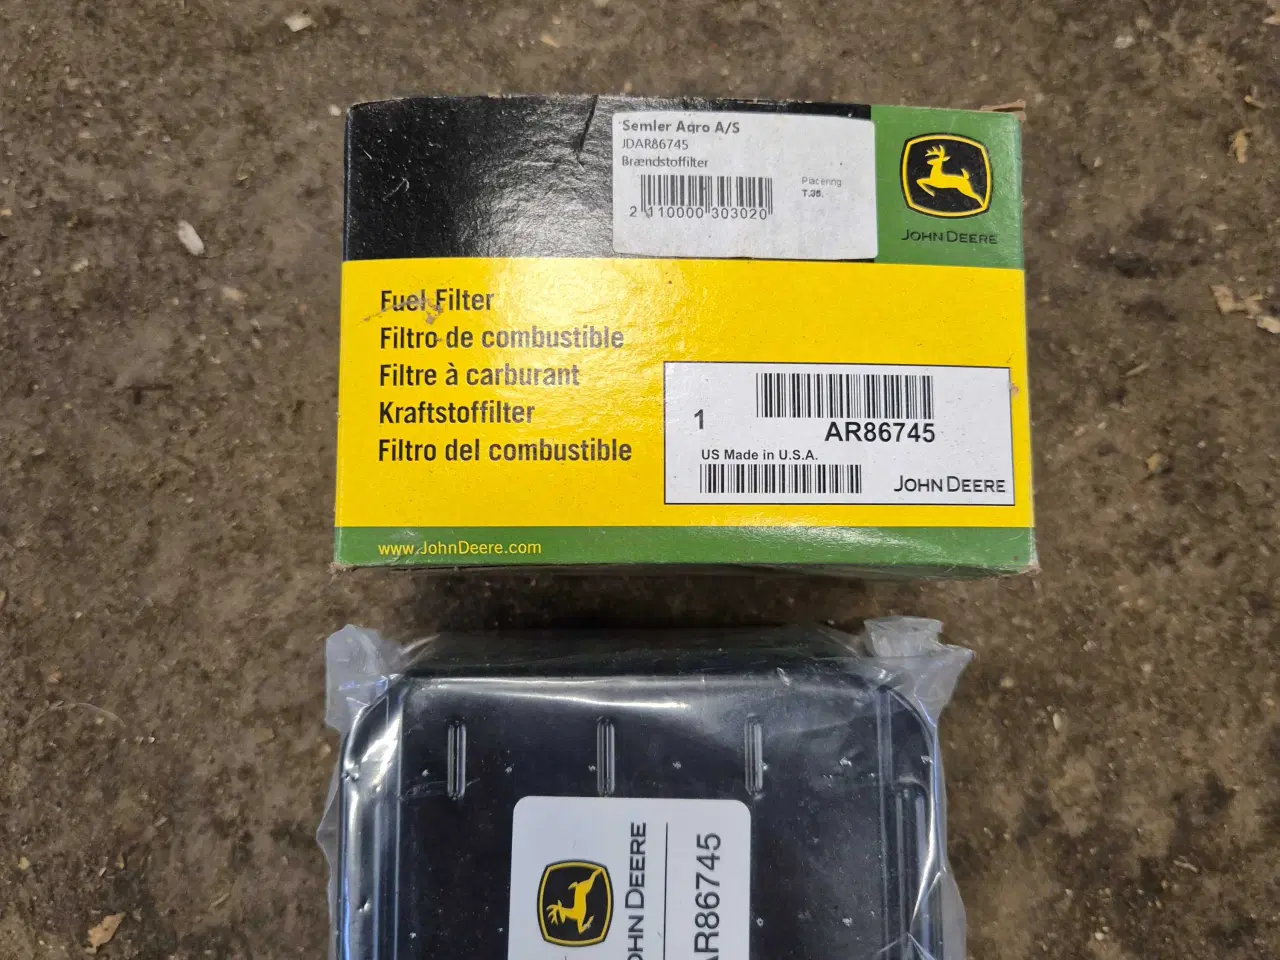 Semler Agro A/S
JDAR86745
Brændstoffilter
Placering
T.35.
2 110000 303020
JOHN DEERE
Fuel Filter
Filtro de combustible
Filtre à carburant
Kraftstoffilter
Filtro del combustible
1
AR86745
US Made in U.S.A.
JOHN DEERE
www.JohnDeere.com
JOHN DEERE
AR86745